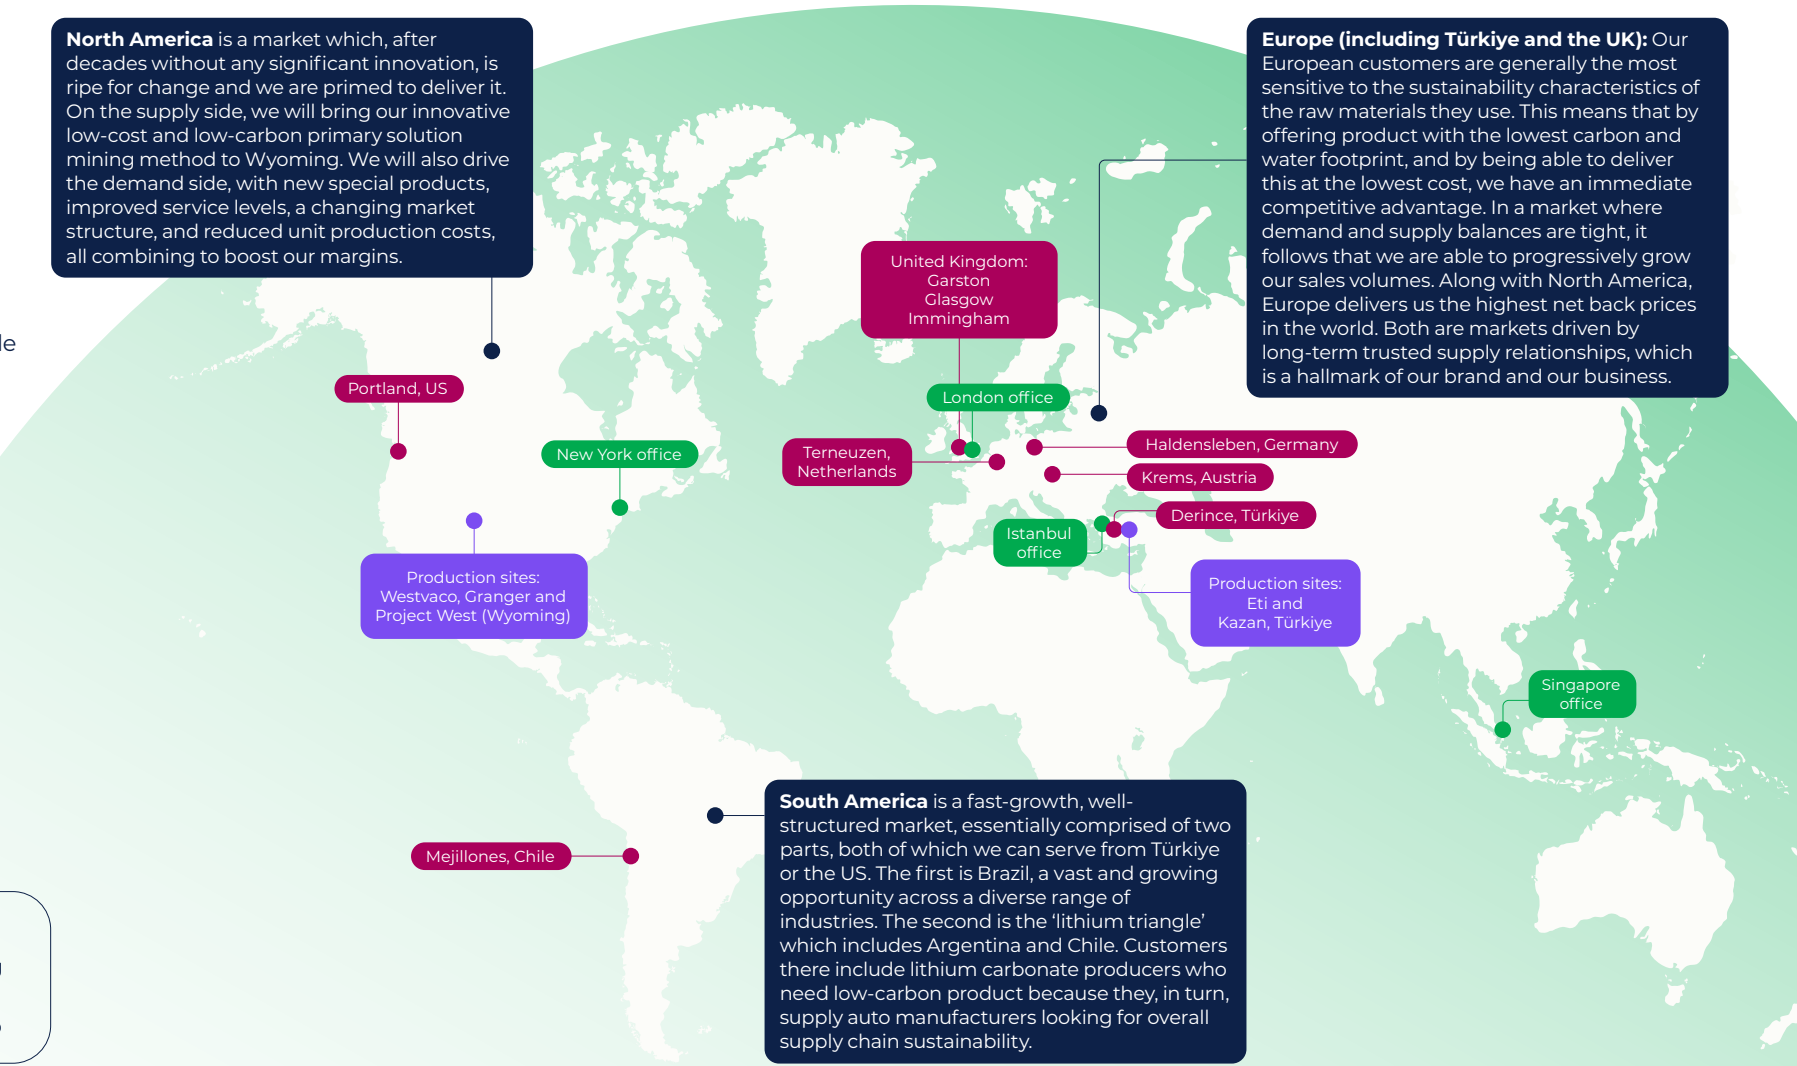 North America is a market which, after
decades without any significant innovation, is
ripe for change and we are primed to deliver it.
On the supply side, we will bring our innovative
low-cost and low-carbon primary solution
mining method to Wyoming. We will also drive
the demand side, with new special products,
improved service levels, a changing market
structure, and reduced unit production costs,
all combining to boost our margins.
Europe (including Türkiye and the UK): Our
European customers are generally the most
sensitive to the sustainability characteristics of
the raw materials they use. This means that by
offering product with the lowest carbon and
water footprint, and by being able to deliver
this at the lowest cost, we have an immediate
competitive advantage. In a market where
demand and supply balances are tight, it
follows that we are able to progressively grow
our sales volumes. Along with North America,
Europe delivers us the highest net back prices
in the world. Both are markets driven by
long-term trusted supply relationships, which
is a hallmark of our brand and our business.
United Kingdom:
Garston
Glasgow
Immingham
Portland, US
London office
New York office
Terneuzen,
Netherlands
Haldensleben, Germany
Krems, Austria
Derince, Türkiye
Istanbul
office
Production sites:
Westvaco, Granger and
Project West (Wyoming)
Production sites:
Eti and
Kazan, Türkiye
Singapore
office
Mejillones, Chile
South America is a fast-growth, well-
structured market, essentially comprised of two
parts, both of which we can serve from Türkiye
or the US. The first is Brazil, a vast and growing
opportunity across a diverse range of
industries. The second is the ‘lithium triangle’
which includes Argentina and Chile. Customers
there include lithium carbonate producers who
need low-carbon product because they, in turn,
supply auto manufacturers looking for overall
supply chain sustainability.